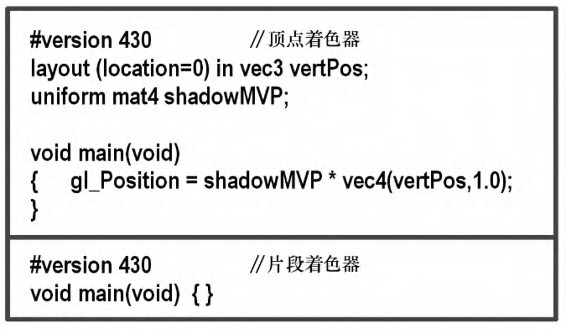 #version 430 //顶点着色器
layout (location=0) in vec3 vertPos;
uniform mat4 shadowMVP;
void main(void)
{ gl_Position = shadowMVP * vec4(vertPos,1.0);
}
#version 430 //片段着色器
void main(void) { }